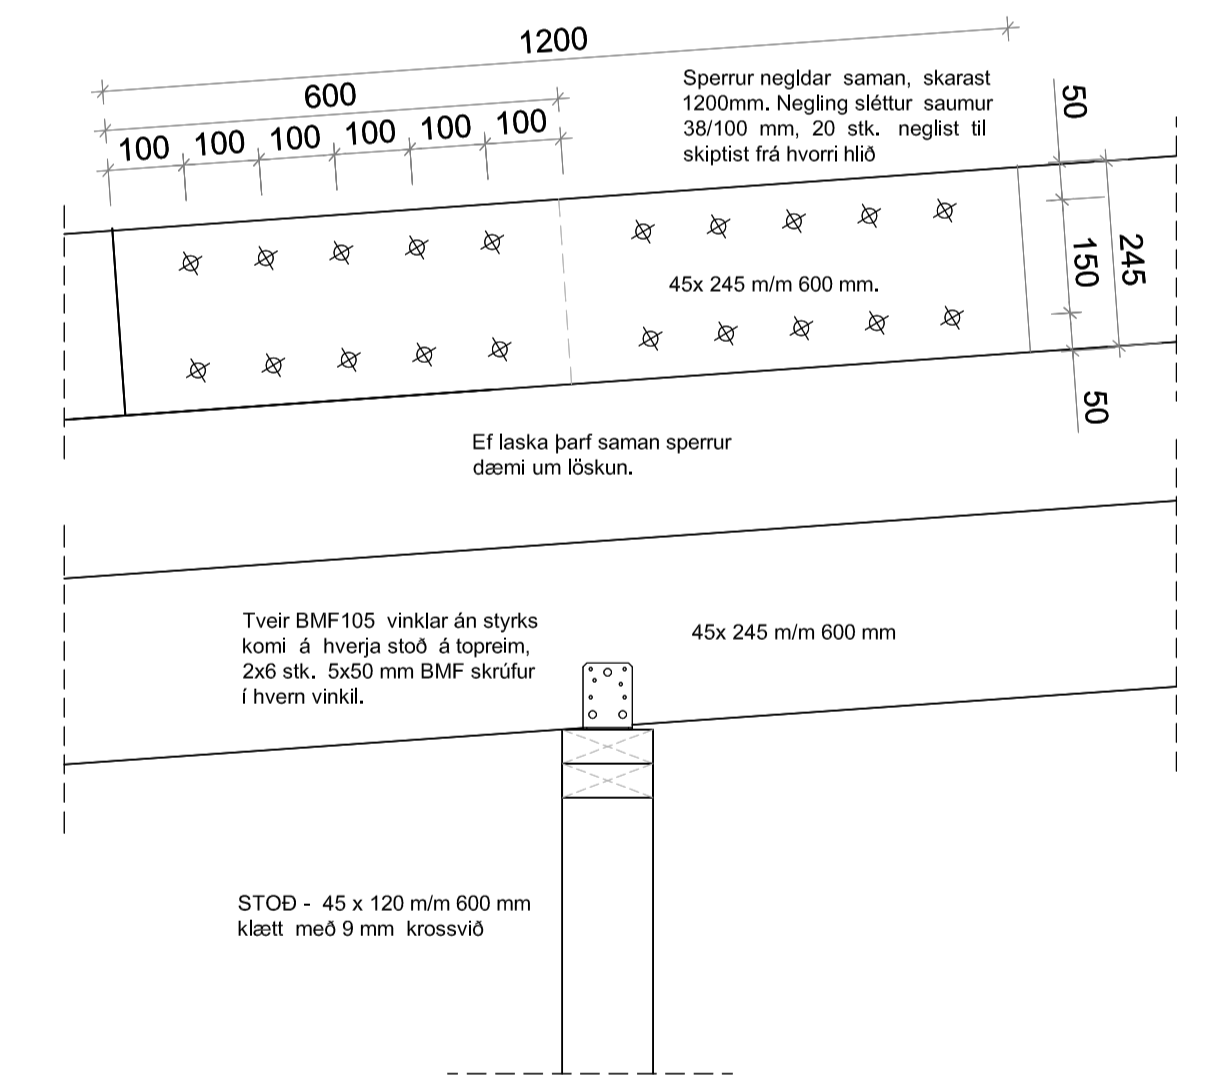 1200
600
100 100 100 100 100 100
Sperrur negldar saman, skarast
1200mm. Negling sléttur saumur
38/100 mm, 20 stk. neglist til
skiptist frá hvorri hlið
50
150
245
50
45x 245 m/m 600 mm.
Ef laska þarf saman sperrur
dæmi um löskun.
Tveir BMF105 vinklar án styrks
komi á hverja stoð á topreim,
2x6 stk. 5x50 mm BMF skrúfur
í hvern vinkil.
45x 245 m/m 600 mm
STOÐ - 45 x 120 m/m 600 mm
klætt með 9 mm krossvið